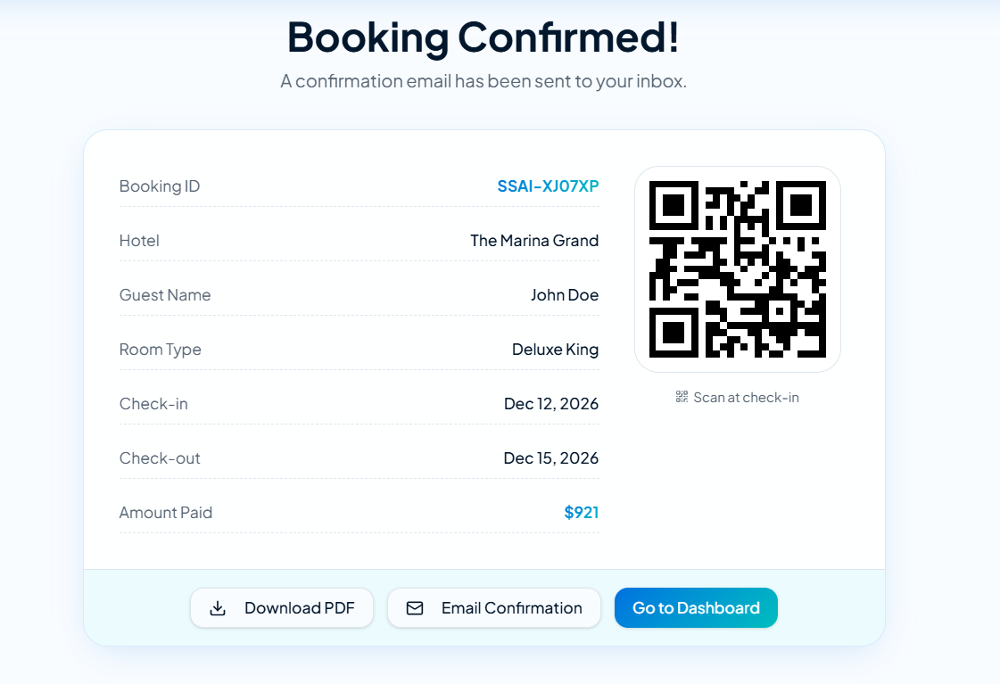 Booking Confirmed!
A confirmation email has been sent to your inbox.
Booking ID SSAI-XJ07XP
Hotel The Marina Grand
Guest Name John Doe
Room Type Deluxe King
Check-in Dec 12, 2026
Check-out Dec 15, 2026
Amount Paid $921
Scan at check-in
Download PDF Email Confirmation Go to Dashboard